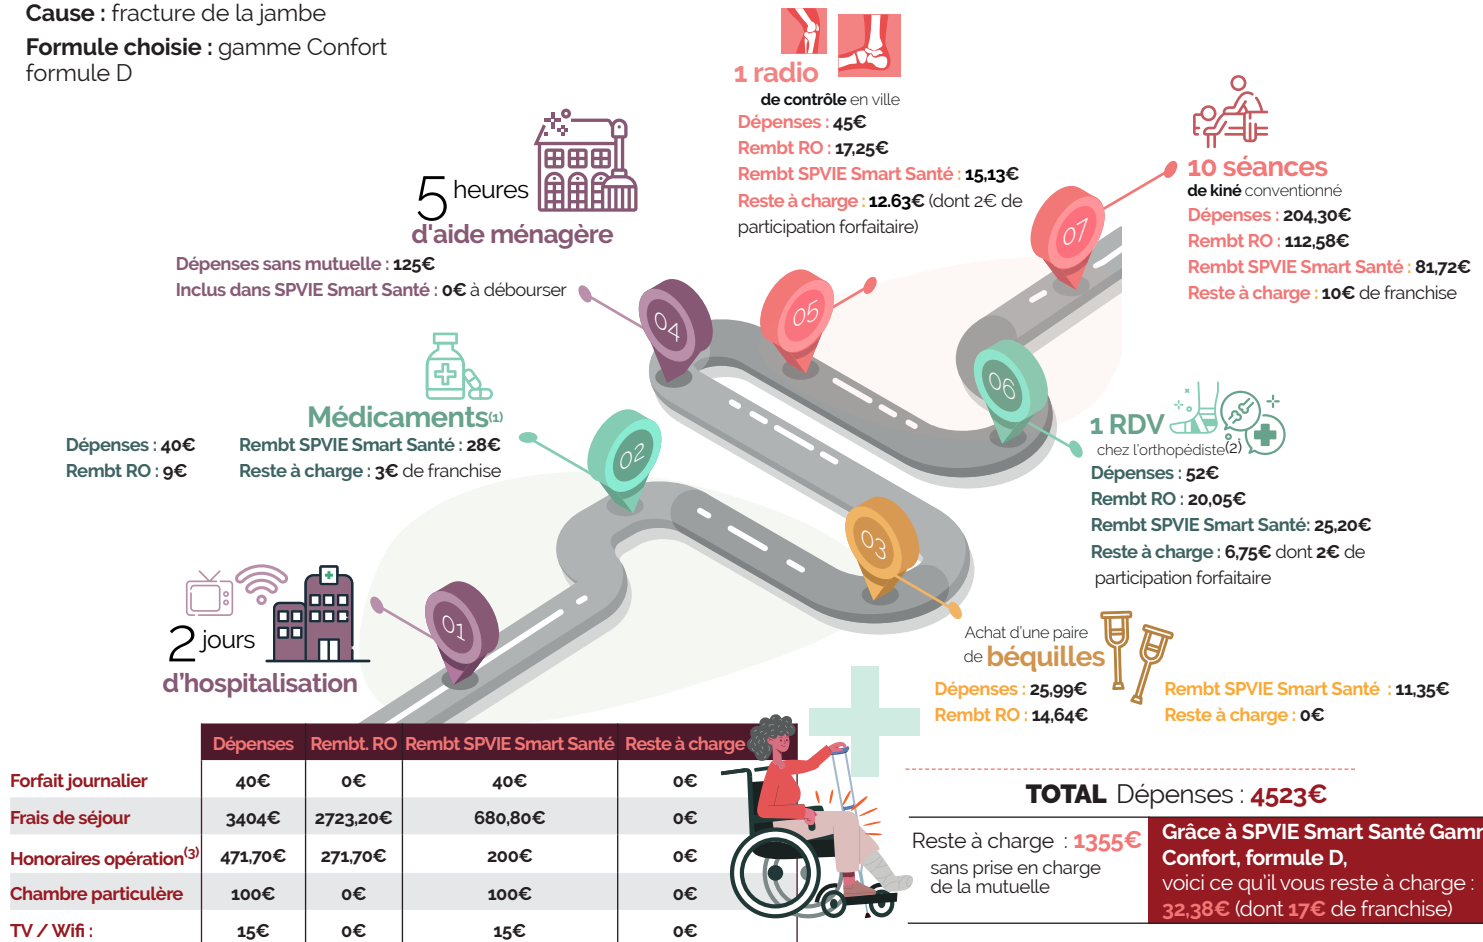 Cause : fracture de la jambe
Formule choisie : gamme Confort
formule D
01
2 jours
d'hospitalisation
Dépenses Rembt. RO Rembt SPVIE Smart Santé Reste à charge
Forfait journalier 40€ 0€ 40€ 0€
Frais de séjour 3404€ 2723,20€ 680,80€ 0€
Honoraires opération(3) 471,70€ 271,70€ 200€ 0€
Chambre particulère 100€ 0€ 100€ 0€
TV / Wifi : 15€ 0€ 15€ 0€
02
Médicaments(1)
Dépenses : 40€ Rembt SPVIE Smart Santé : 28€
Rembt RO : 9€ Reste à charge : 3€ de franchise
03
Achat d'une paire
de béquilles
Dépenses : 25,99€ Rembt SPVIE Smart Santé : 11,35€
Rembt RO : 14,64€ Reste à charge : 0€
04
5 heures
d'aide ménagère
Dépenses sans mutuelle : 125€
Inclus dans SPVIE Smart Santé : 0€ à débourser
05
1 radio
de contrôle en ville
Dépenses : 45€
Rembt RO : 17,25€
Rembt SPVIE Smart Santé : 15,13€
Reste à charge : 12.63€ (dont 2€ de
participation forfaitaire)
06
1 RDV
chez l'orthopédiste(2)
Dépenses : 52€
Rembt RO : 20,05€
Rembt SPVIE Smart Santé: 25,20€
Reste à charge : 6,75€ dont 2€ de
participation forfaitaire
07
10 séances
de kiné conventionné
Dépenses : 204,30€
Rembt RO : 112,58€
Rembt SPVIE Smart Santé : 81,72€
Reste à charge : 10€ de franchise
TOTAL Dépenses : 4523€
Reste à charge : 1355€
sans prise en charge
de la mutuelle
Grâce à SPVIE Smart Santé
Confort, formule D,
voici ce qu'il vous reste à charge :
32,38€ (dont 17€ de franchise)